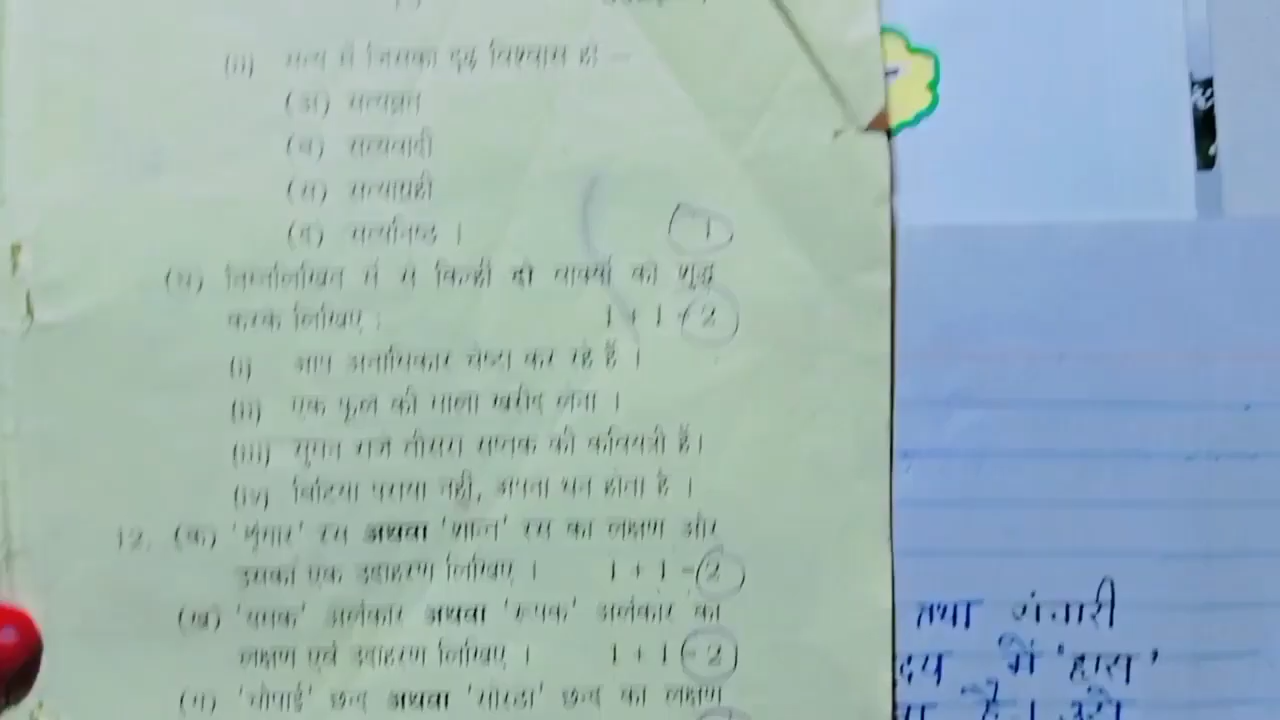 (ii) सत्य में जिसका दृढ़ विश्वास हो –
(अ) सत्यव्रत
(ब) सत्यवादी
(स) सत्याग्रही
(द) सत्यनिष्ठ ।
1
निम्नलिखित में से किन्हीं दो वाक्यों को शुद्ध
करके लिखिए : 1 + 1 = 2
(i) आप अनाधिकार चेष्टा कर रहे हैं ।
(ii) एक फूल की माला खरीद लेना ।
(iii) सुमन राजे तीसरा सप्तक की कवियत्री हैं।
(iv) बिटिया पराया नहीं, अपना धन होता है ।
12. (क) 'शृंगार' रस अथवा 'शान्त' रस का लक्षण और
उसका एक उदाहरण लिखिए । 1 + 1 = 2
(ख) 'यमक' अलंकार अथवा 'रूपक' अलंकार का
लक्षण एवं उदाहरण लिखिए । 1 + 1 = 2
(ग) 'चौपाई' छन्द अथवा 'सोरठा' छन्द का लक्षण
तथा संचारी
में 'हास'